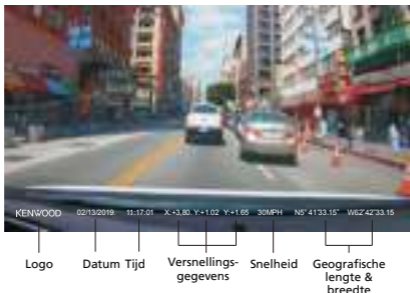 KENWOOD 02/13/2019. 11:17:01 X:+3.80. Y:+1.02 Y:+1.65 30MPH N5°41'33.15" W62°42'33.15
Logo Datum Tijd Versnellings- Snelheid Geografische
gegevens lengte &
breedte